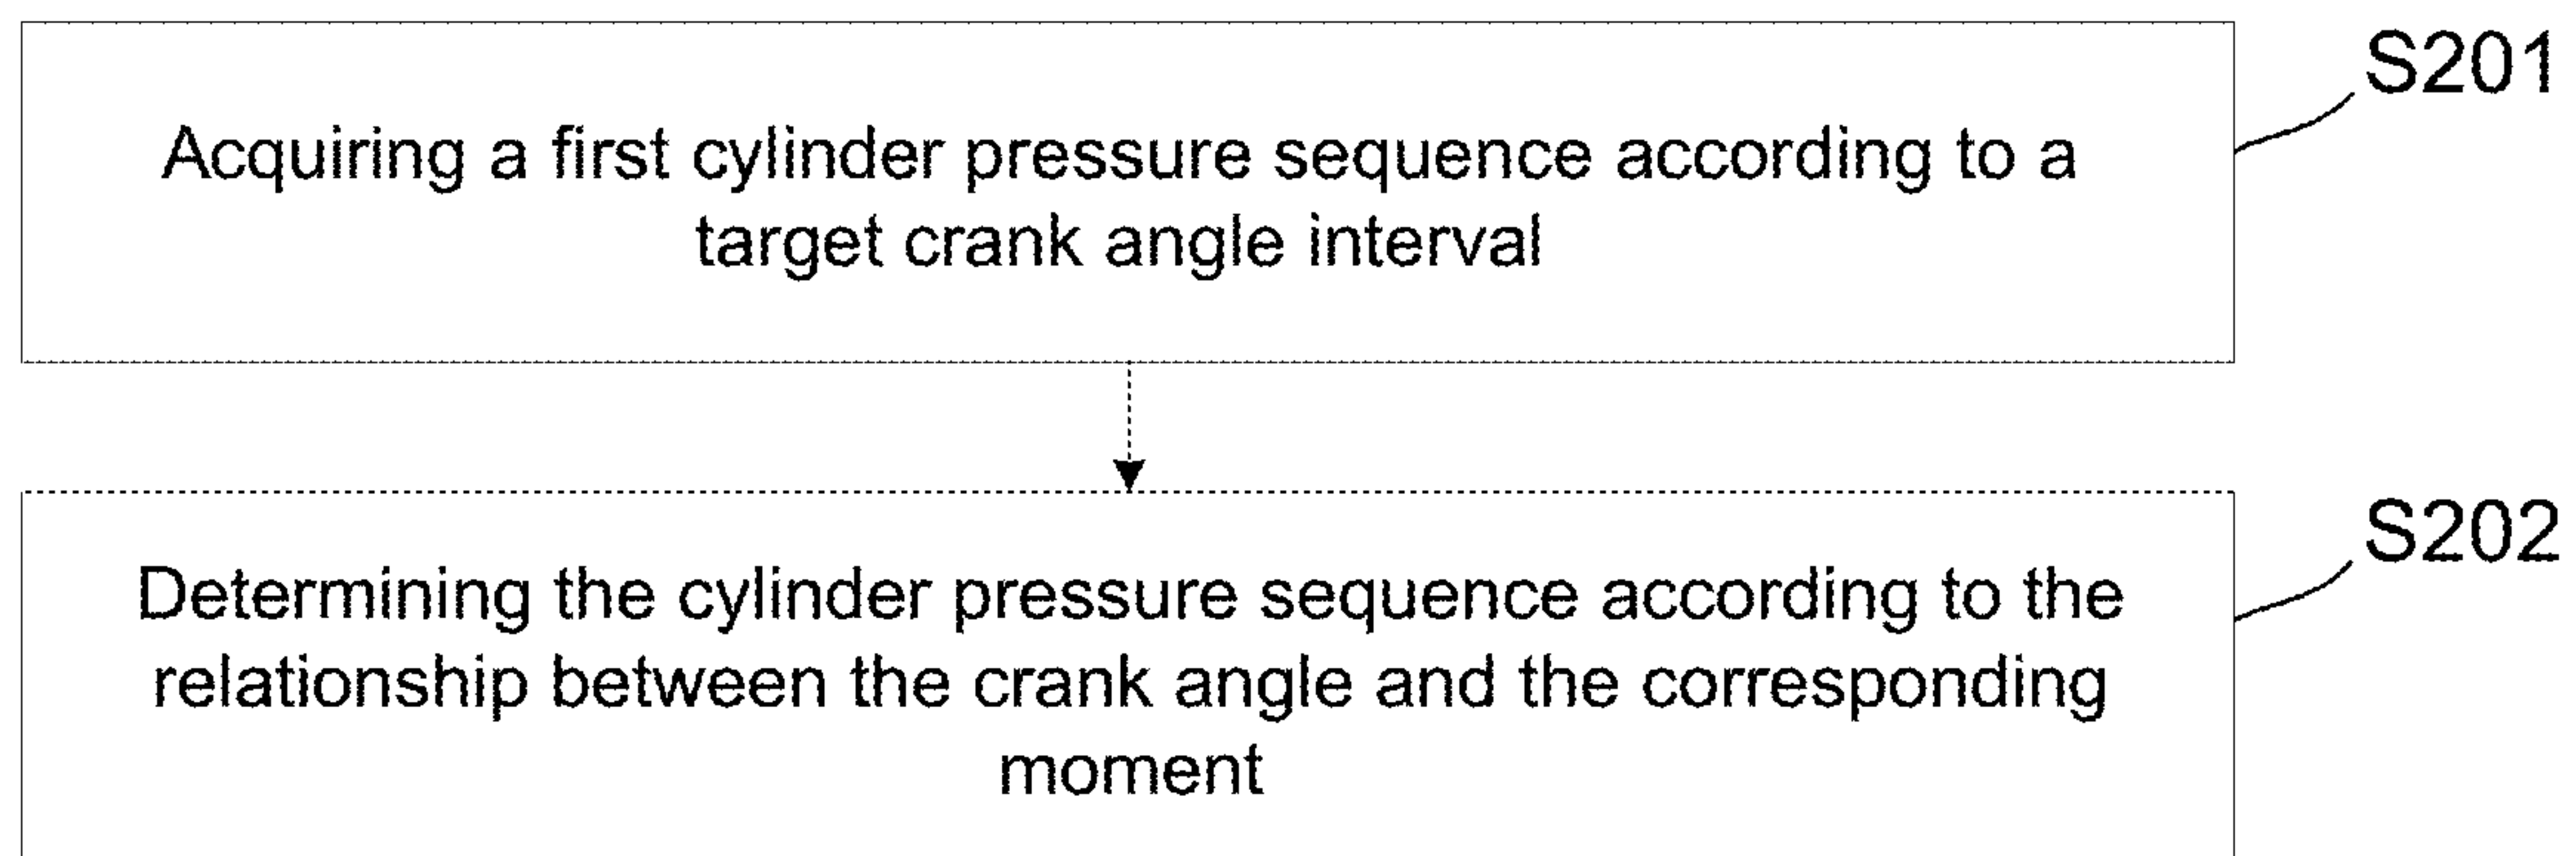 S201
Acquiring a first cylinder pressure sequence according to a
target crank angle interval
S202
Determining the cylinder pressure sequence according to the
relationship between the crank angle and the corresponding
moment